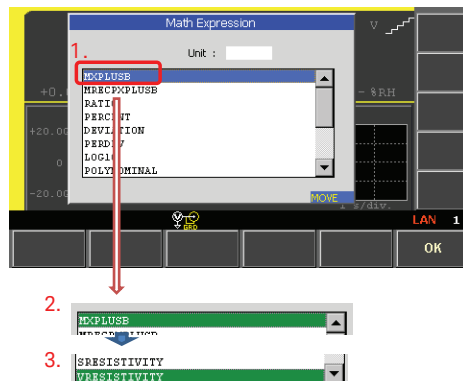 Math Expression
1.
Unit :
V
MXPLUSB
MRECPXPLUSB
+0.
- %RH
RATIO
PERCENT
+20.00
DEVIATION
PERDEV
0
LOG10
POLYNOMINAL
-20.00
MOVE
1 s/div.
GRD
LAN 1
OK
2.
MXPLUSB
3.
SRESISTIVITY
VRESISTIVITY